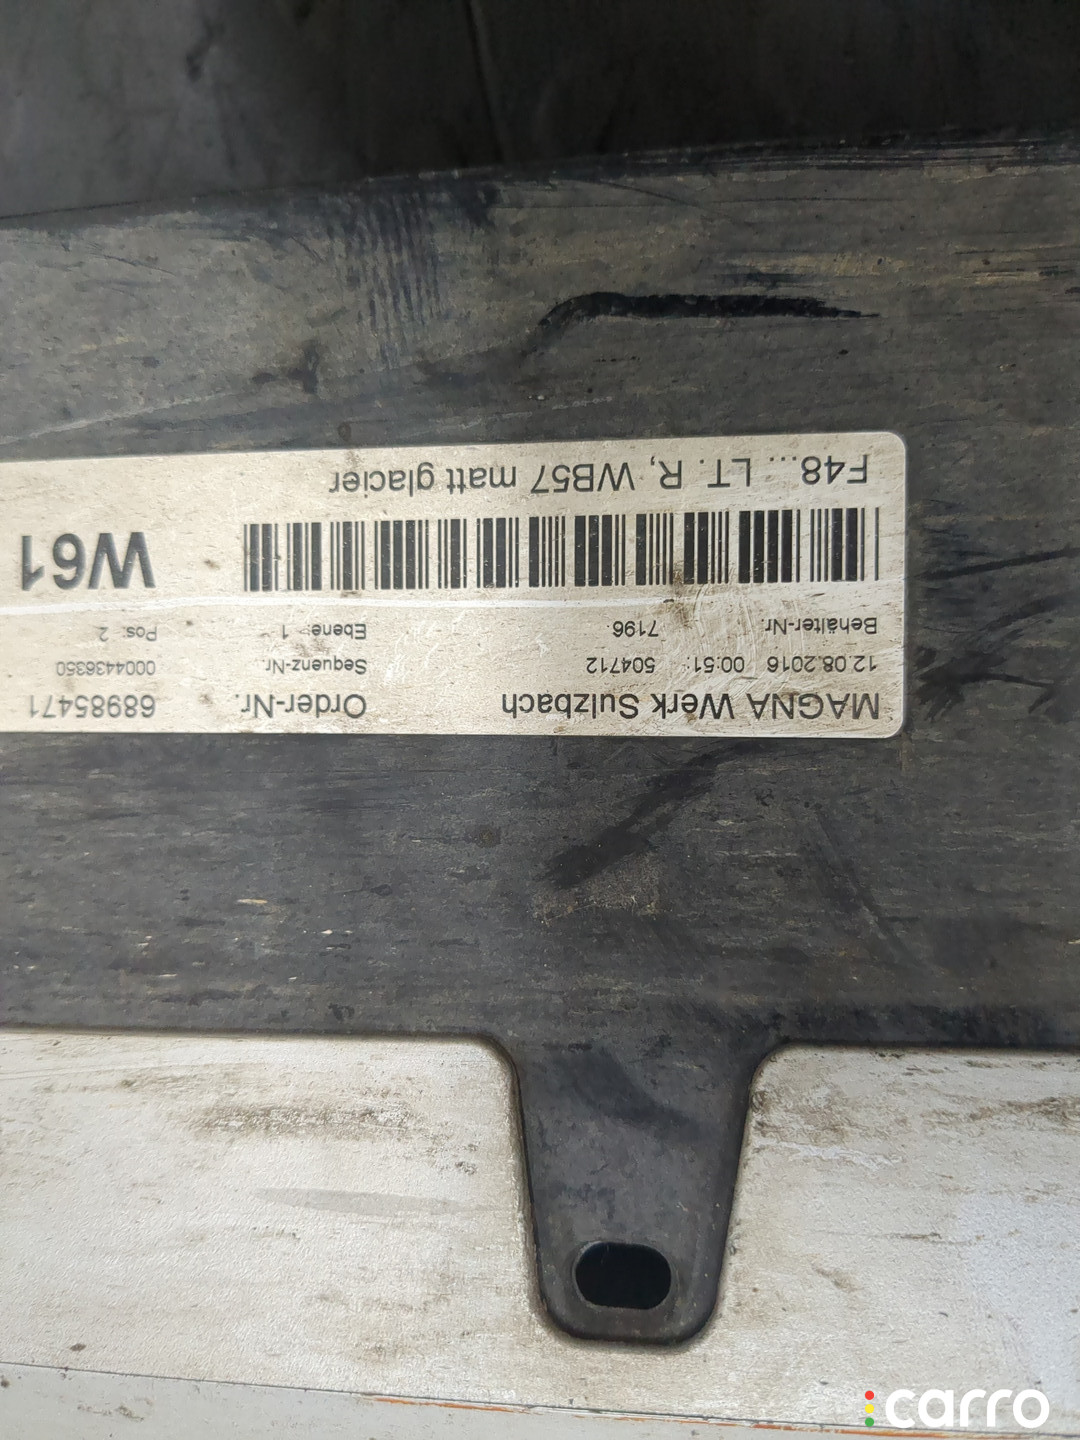 MAGNA Werk Sulzbach Order-Nr. 68985471
12.08.2016 00:51: 504712 Sequenz-Nr. 0004436350
Behälter-Nr. 7196 Ebene: 1 Pos: 2
W61
F48... LT. R, WB57 matt glacier
carro